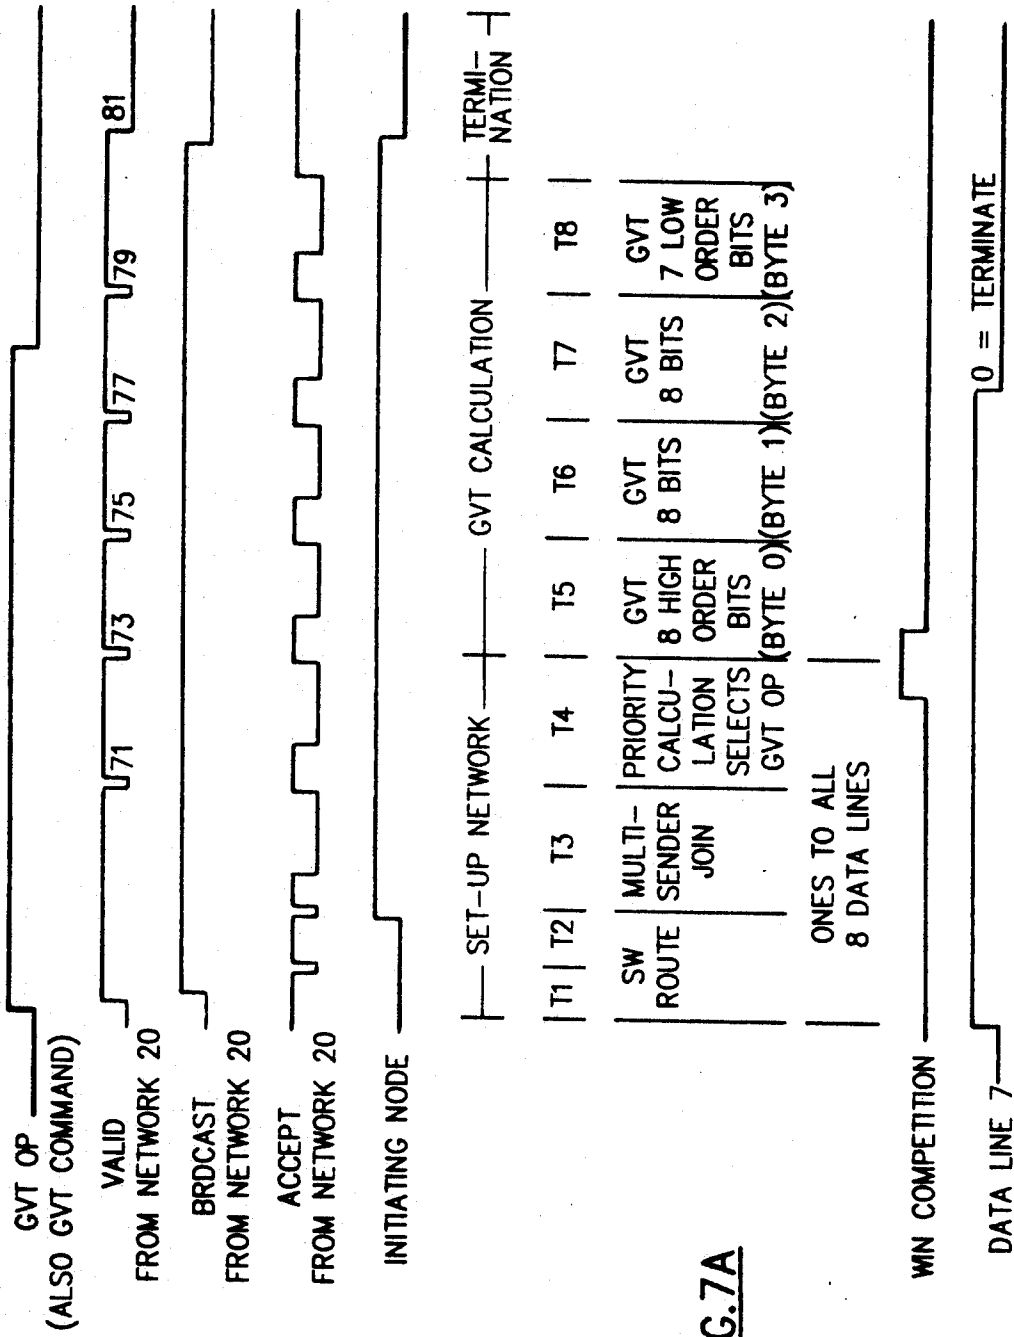 GVT OP
(ALSO GVT COMMAND)
VALID
FROM NETWORK 20
71
73
75
77
79
81
BRDCAST
FROM NETWORK 20
ACCEPT
FROM NETWORK 20
INITIATING NODE
SET-UP NETWORK
GVT CALCULATION
TERMI-
NATION
T1
T2
T3
T4
T5
T6
T7
T8
SW
ROUTE
MULTI-
SENDER
JOIN
PRIORITY
CALCU-
LATION
SELECTS
GVT OP
GVT
8 HIGH
ORDER
BITS
(BYTE 0)
GVT
8 BITS
(BYTE 1)
GVT
8 BITS
(BYTE 2)
GVT
7 LOW
ORDER
BITS
(BYTE 3)
ONES TO ALL
8 DATA LINES
WIN COMPETITION
DATA LINE 7
0 = TERMINATE
G.7A